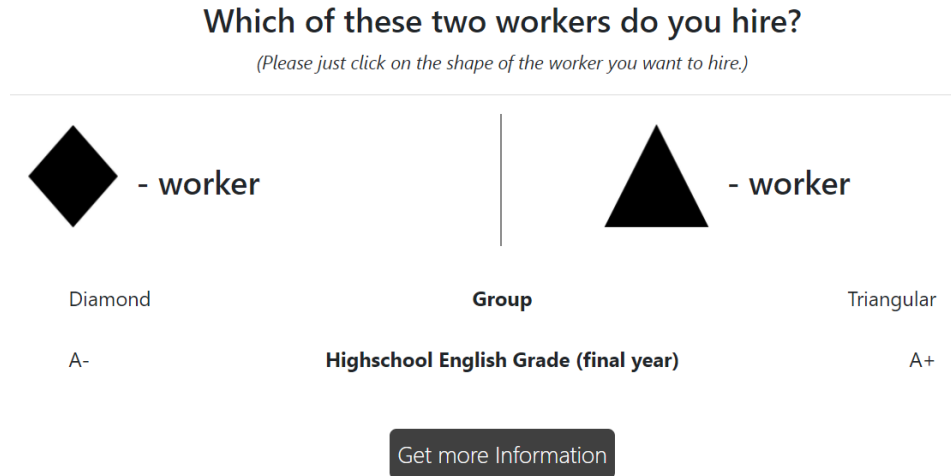 Which of these two workers do you hire?
(Please just click on the shape of the worker you want to hire.)
- worker
- worker
Diamond Group Triangular
A- Highschool English Grade (final year) A+
Get more Information